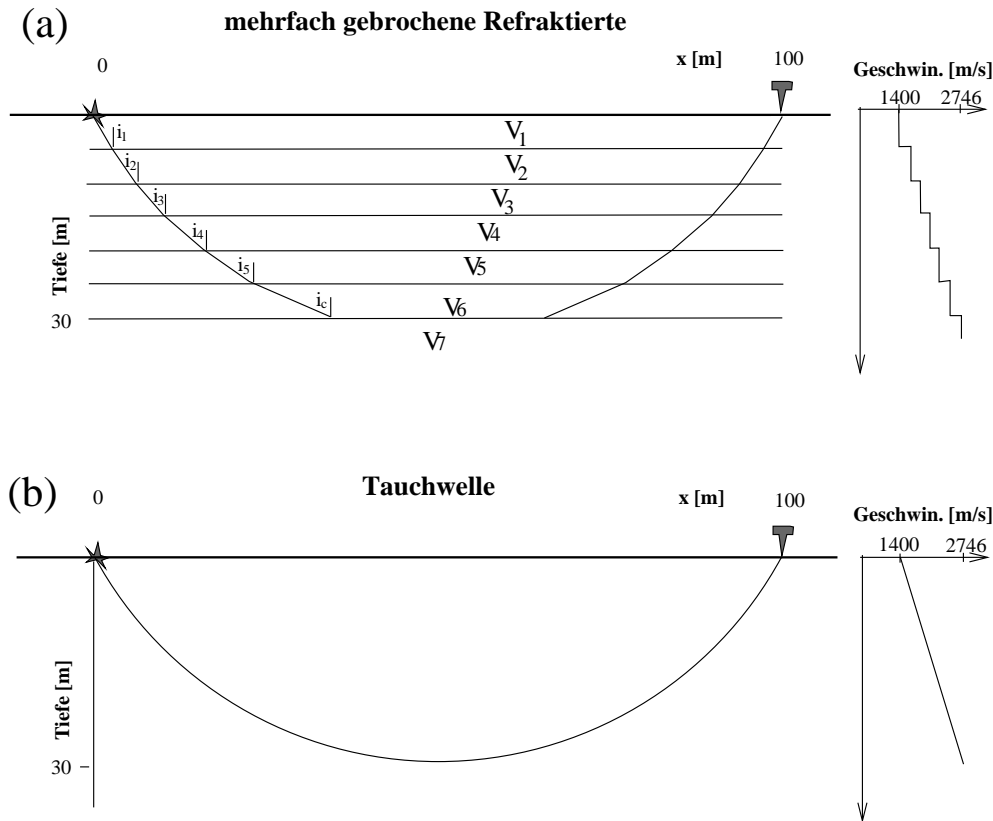 (a)
mehrfach gebrochene Refraktierte
0
x [m]
100
Geschwin. [m/s]
1400 2746
i1
V1
i2
V2
i3
V3
i4
V4
i5
V5
ic
V6
V7
Tiefe [m]
30
(b)
Tauchwelle
0
x [m]
100
Geschwin. [m/s]
1400 2746
Tiefe [m]
30